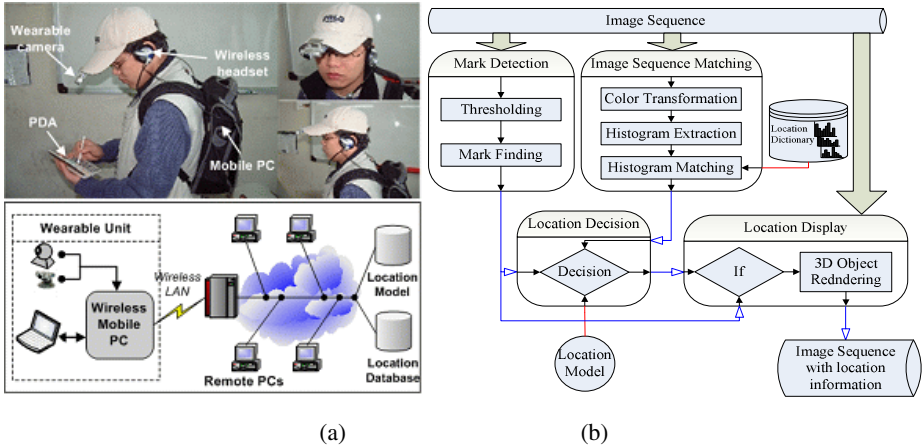 Wearable
camera
Wireless
headset
PDA
Mobile PC
Wearable Unit
Wireless
LAN
Wireless
Mobile
PC
Remote PCs
Location
Model
Location
Database
(a)
Image Sequence
Mark Detection
Thresholding
Mark Finding
Image Sequence Matching
Color Transformation
Histogram Extraction
Histogram Matching
Location
Dictionary
Location Decision
Decision
Location Display
If
3D Object
Redndering
Location
Model
Image Sequence
with location
information
(b)